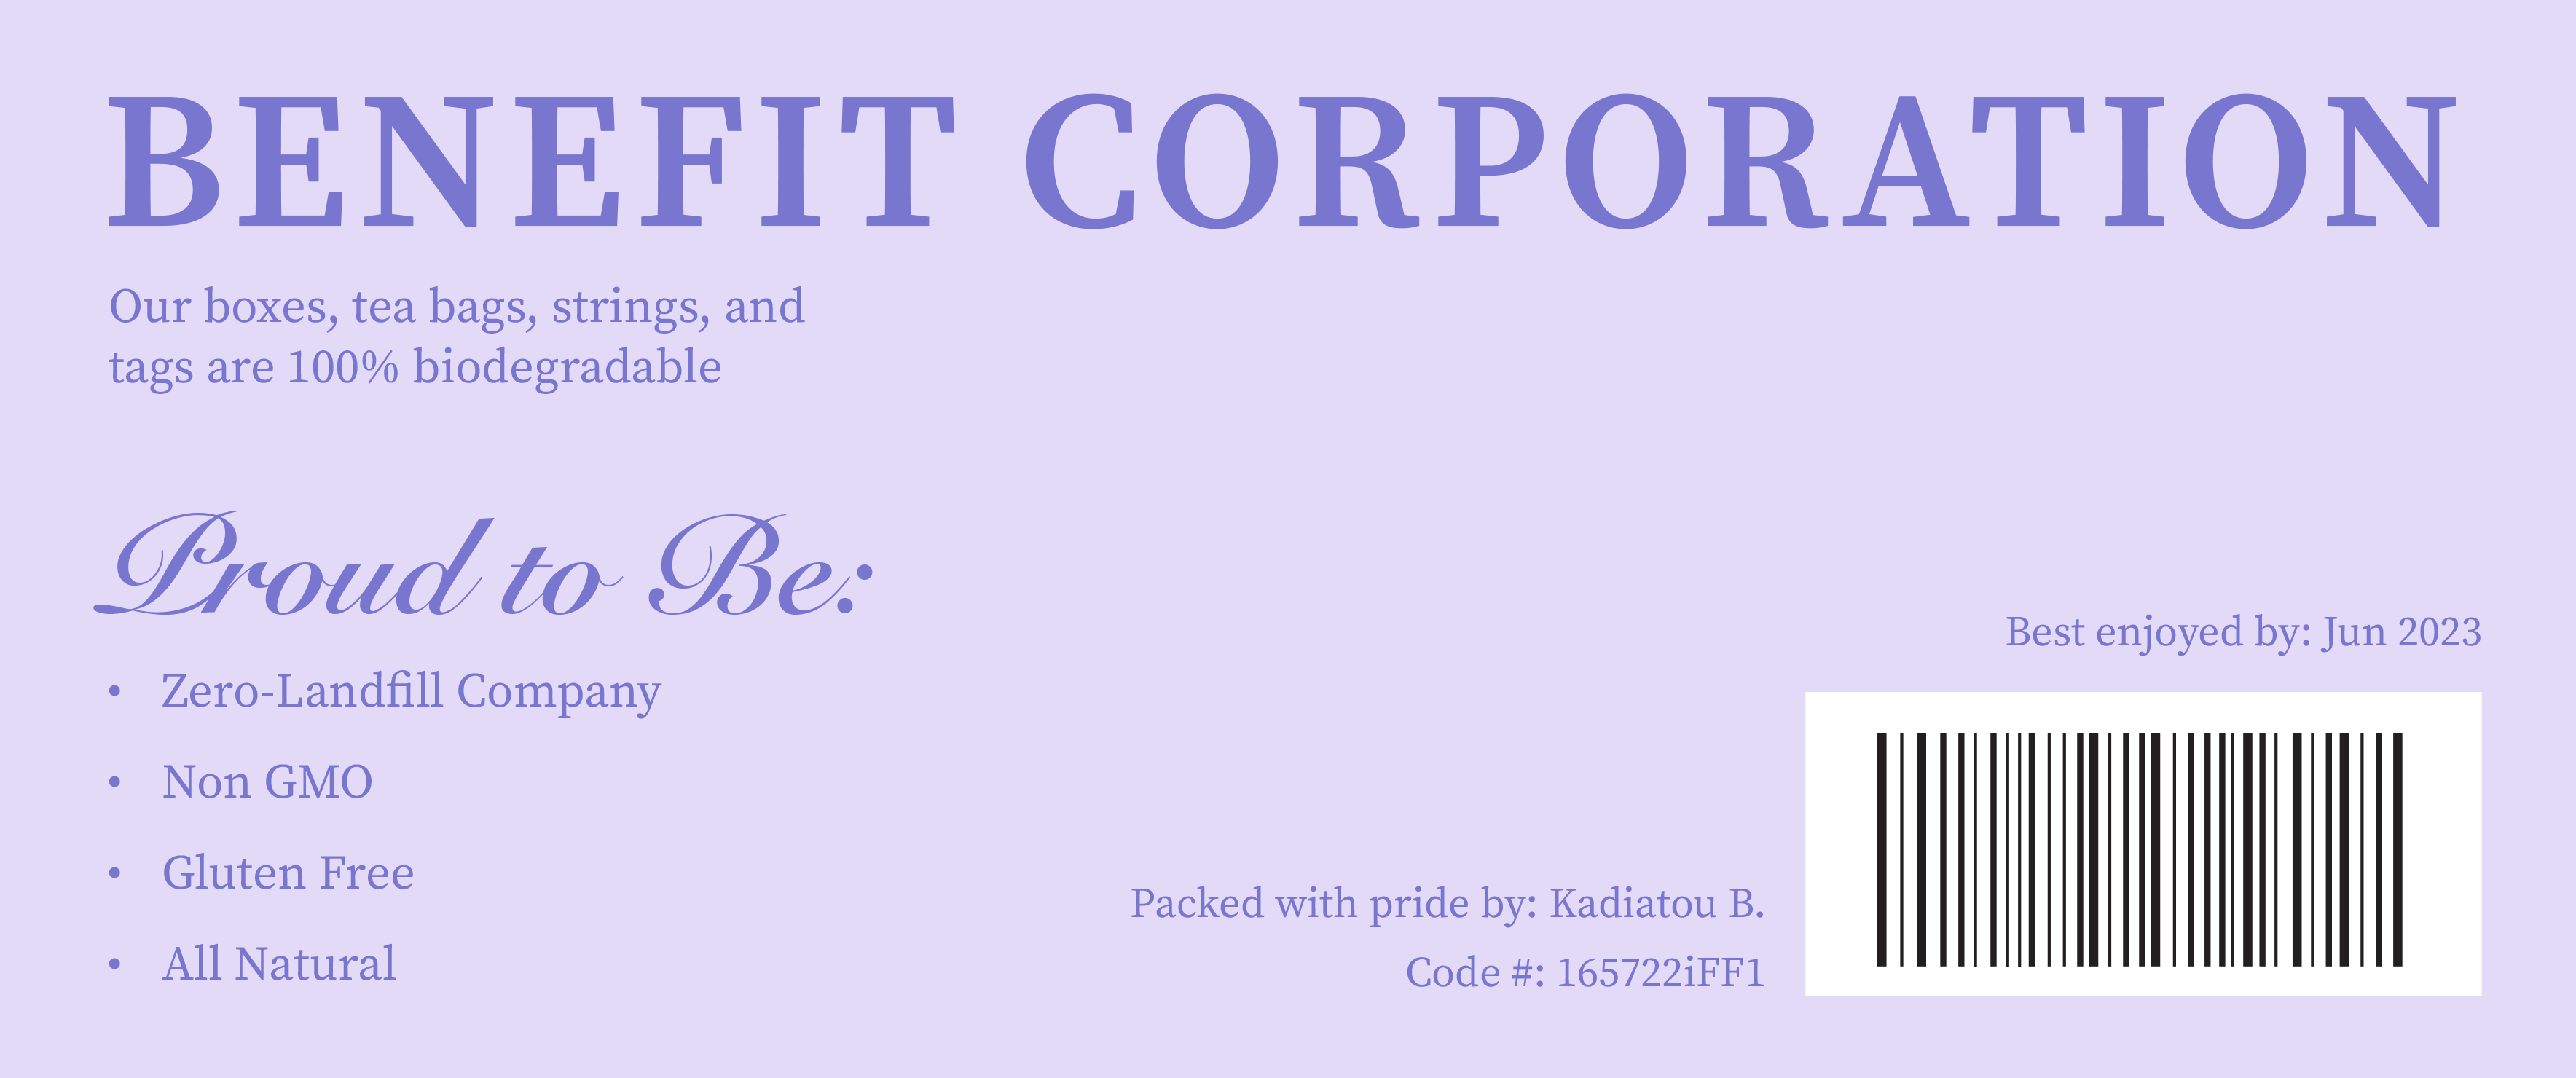 BENEFIT CORPORATION
Our boxes, tea bags, strings, and
tags are 100% biodegradable
Proud to Be:
• Zero-Landfill Company
• Non GMO
• Gluten Free
• All Natural
Best enjoyed by: Jun 2023
Packed with pride by: Kadiatou B.
Code #: 165722iFF1